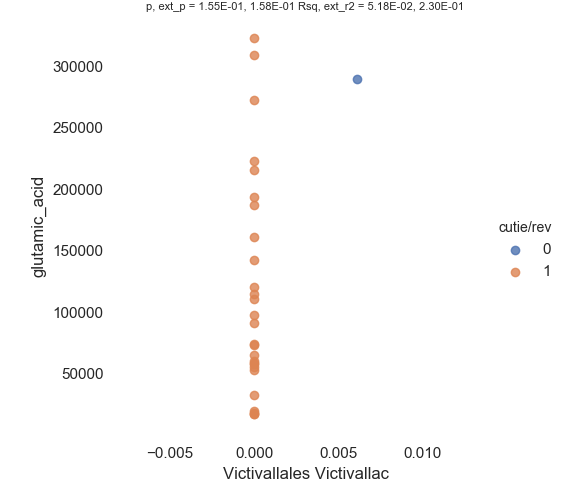 p, ext_p = 1.55E-01, 1.58E-01 Rsq, ext_r2 = 5.18E-02, 2.30E-01
300000
250000
200000
150000
100000
50000
glutamic_acid
−0.005 0.000 0.005 0.010
Victivallales Victivallac
cutie/rev
0
1